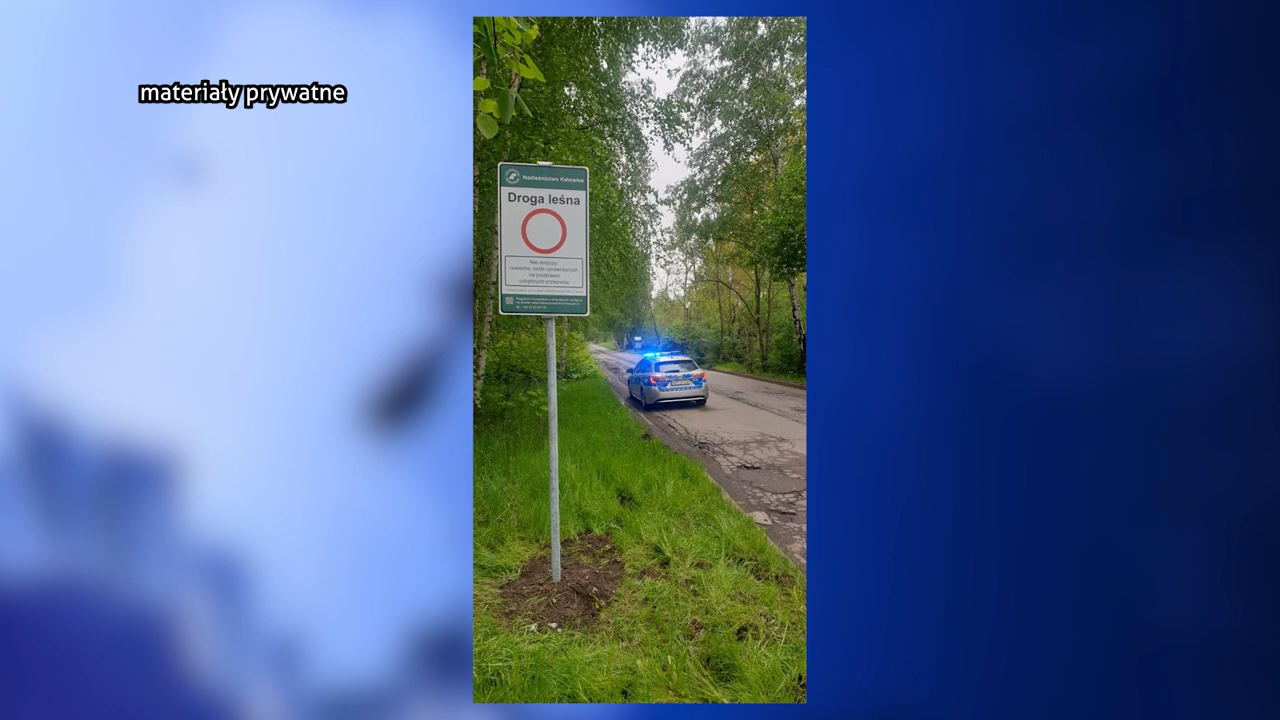 materiały prywatne
Nadleśnictwo Katowice
Droga leśna
Nie dotyczy:
rowerów, osób uprawnionych
na podstawie
odrębnych przepisów